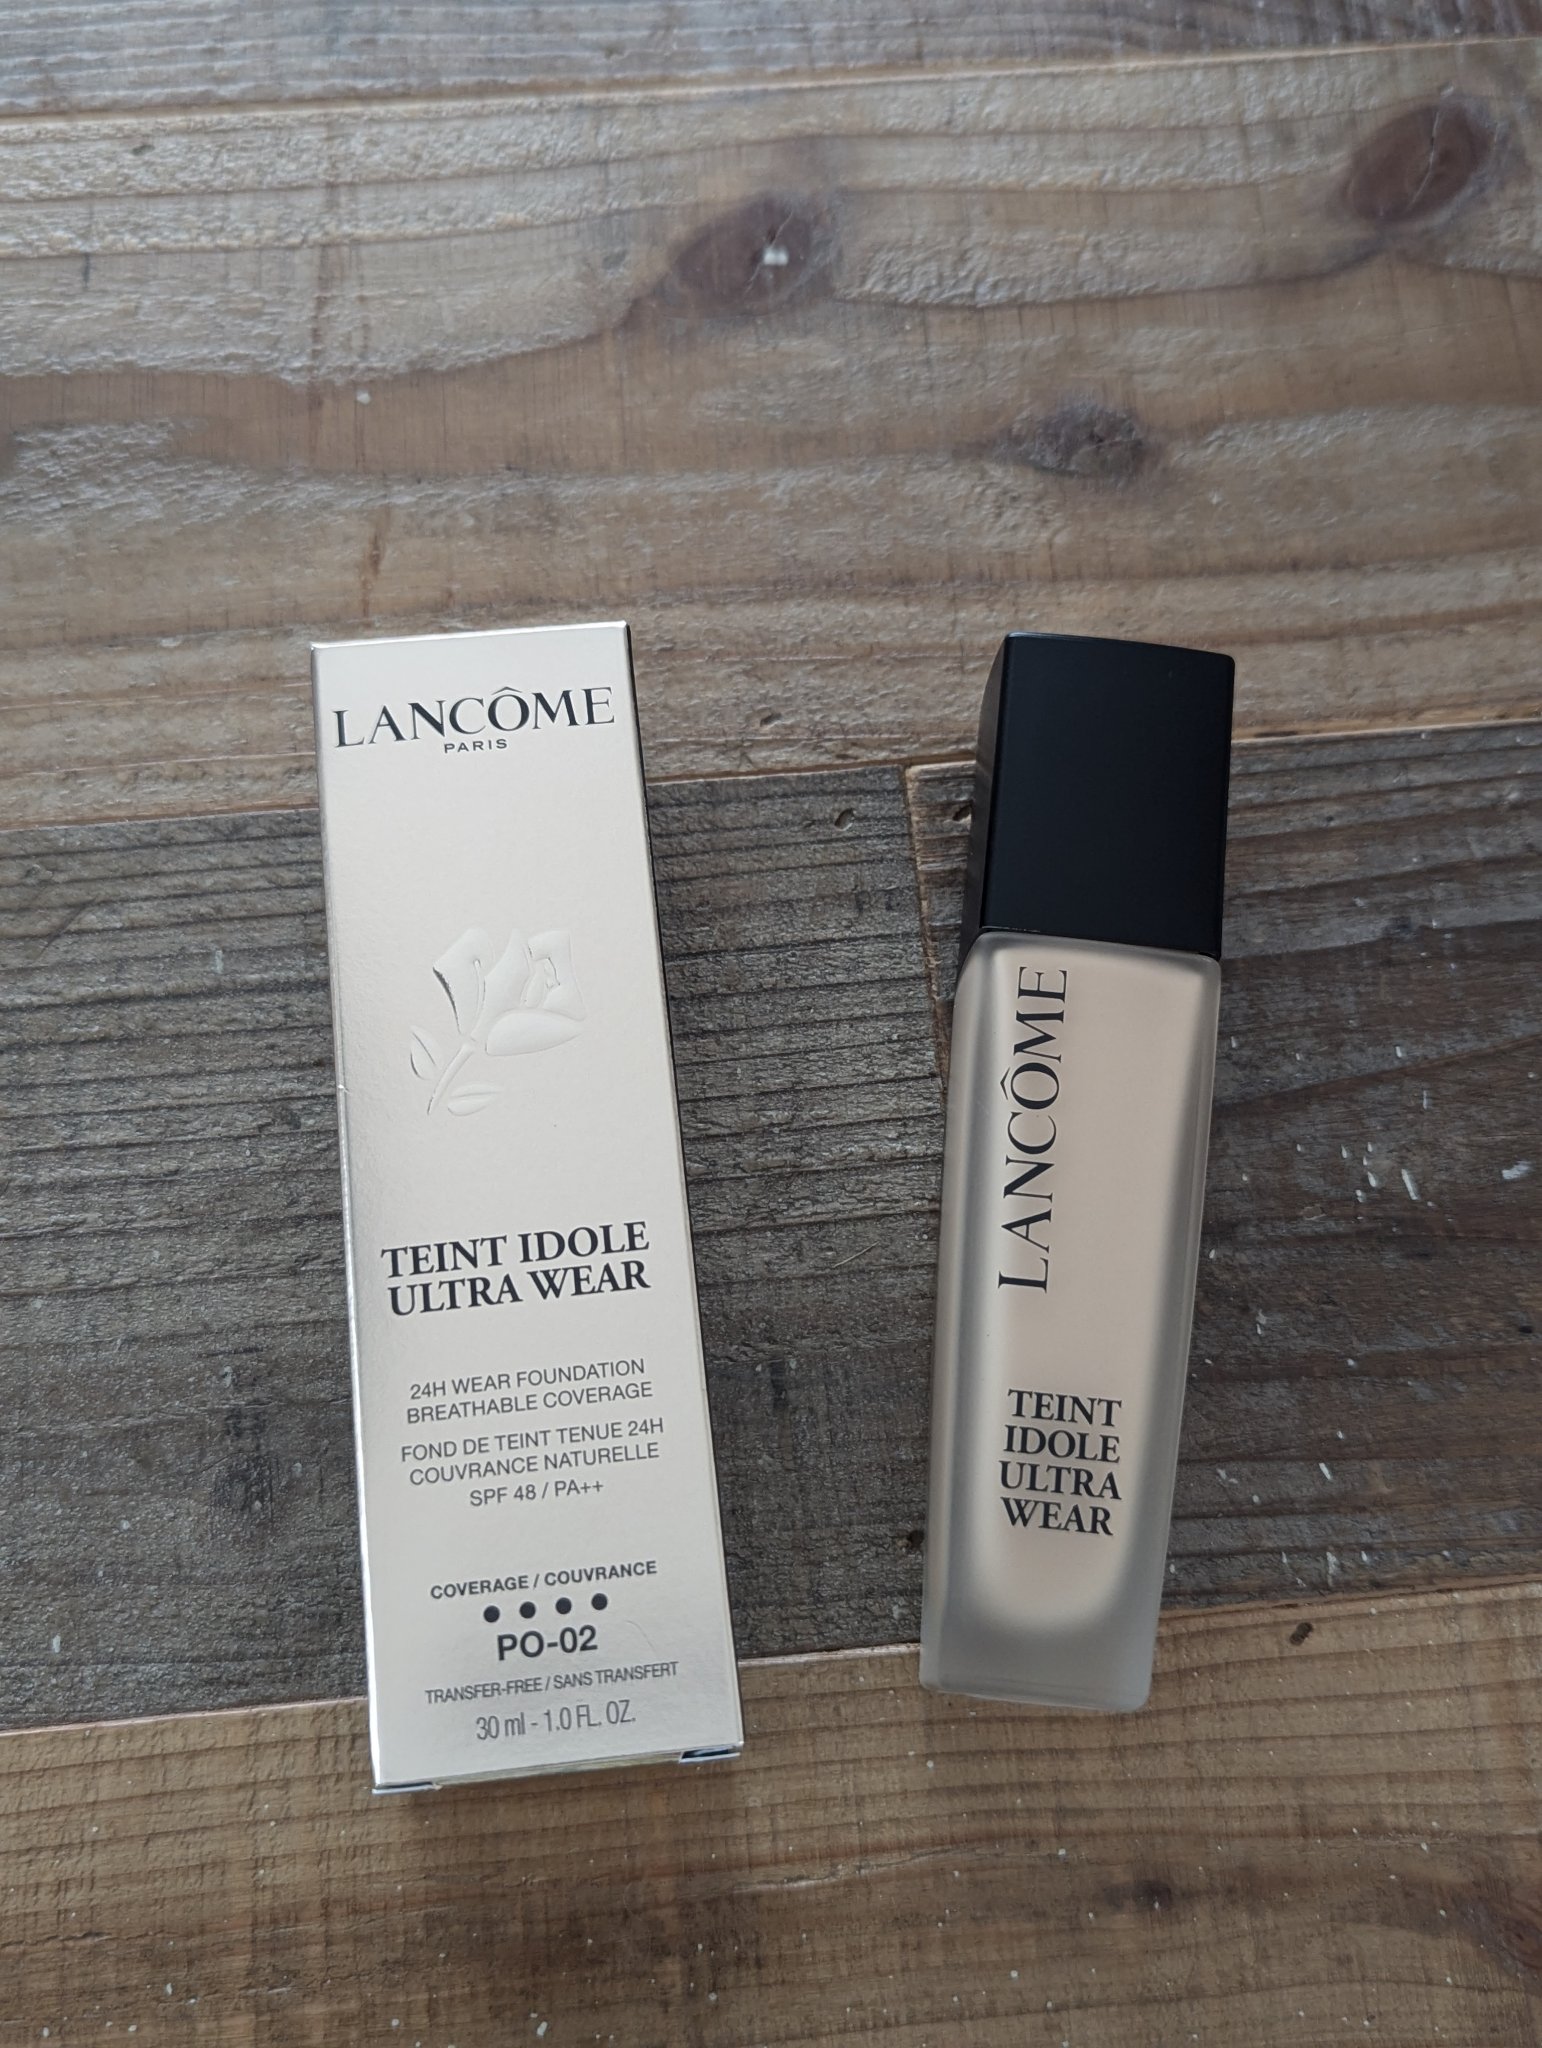 LANCÔME
PARIS
TEINT IDOLE
ULTRA WEAR
24H WEAR FOUNDATION
BREATHABLE COVERAGE
FOND DE TEINT TENUE 24H
COUVRANCE NATURELLE
SPF 48 / PA++
COVERAGE / COUVRANCE
PO-02
TRANSFER-FREE / SANS TRANSFERT
30 ml - 1.0 FL. OZ.
LANCÔME
TEINT
IDOLE
ULTRA
WEAR